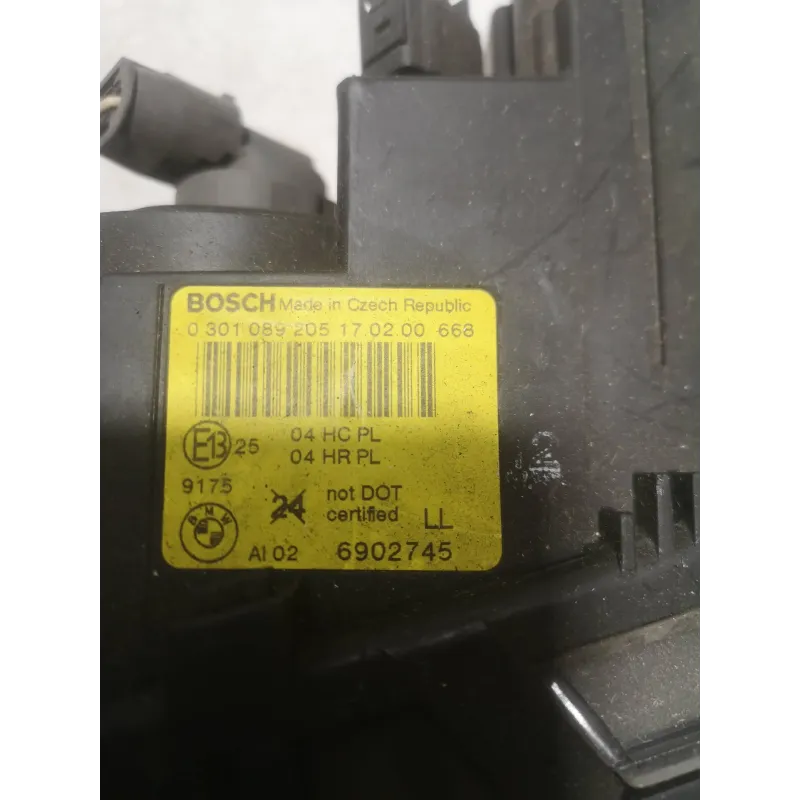 BOSCH Made in Czech Republic
0 301 089 205 17.02.00 668
E13 25 04 HC PL
04 HR PL
9175
24 not DOT
certified LL
BMW
AI 02 6902745